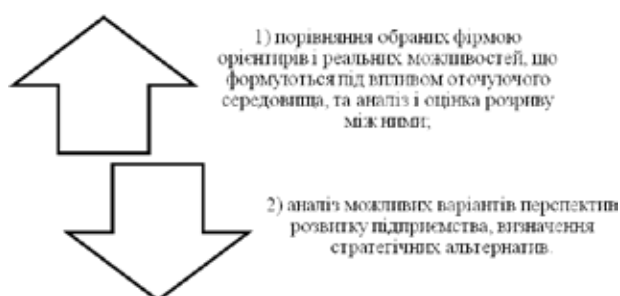 1) порівняння обраних фірмою
орієнтирів і реальних можливостей, що
формуються під впливом оточуючого
середовища, та аналіз і оцінка розриву
між ними;
2) аналіз можливих варіантів перспектив
розвитку підприємства, визначення
стратегічних альтернатив.